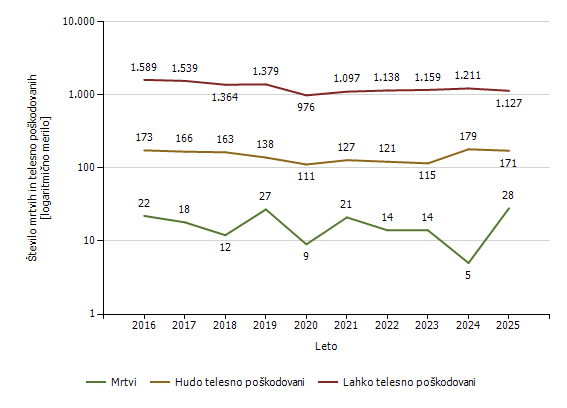 10.000
1.000
100
10
1
Število mrtvih in telesno poškodovanih
[logaritmično merilo]
1.589 1.539 1.364 1.379 976 1.097 1.138 1.159 1.211 1.127
173 166 163 138 111 127 121 115 179 171
22 18 12 27 9 21 14 14 5 28
2016 2017 2018 2019 2020 2021 2022 2023 2024 2025
Leto
Mrtvi Hudo telesno poškodovani Lahko telesno poškodovani